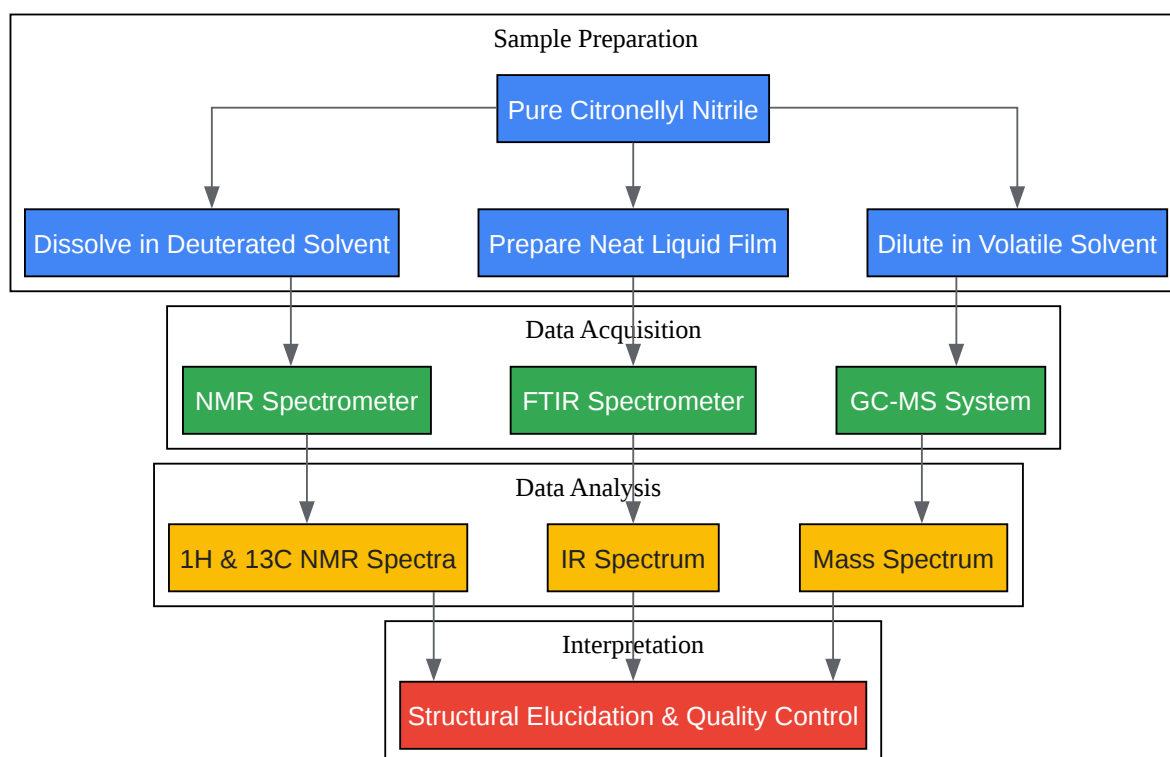 Sample Preparation
Pure Citronellyl Nitrile
Dissolve in Deuterated Solvent
Prepare Neat Liquid Film
Dilute in Volatile Solvent
Data Acquisition
NMR Spectrometer
FTIR Spectrometer
GC-MS System
Data Analysis
1H & 13C NMR Spectra
IR Spectrum
Mass Spectrum
Interpretation
Structural Elucidation & Quality Control